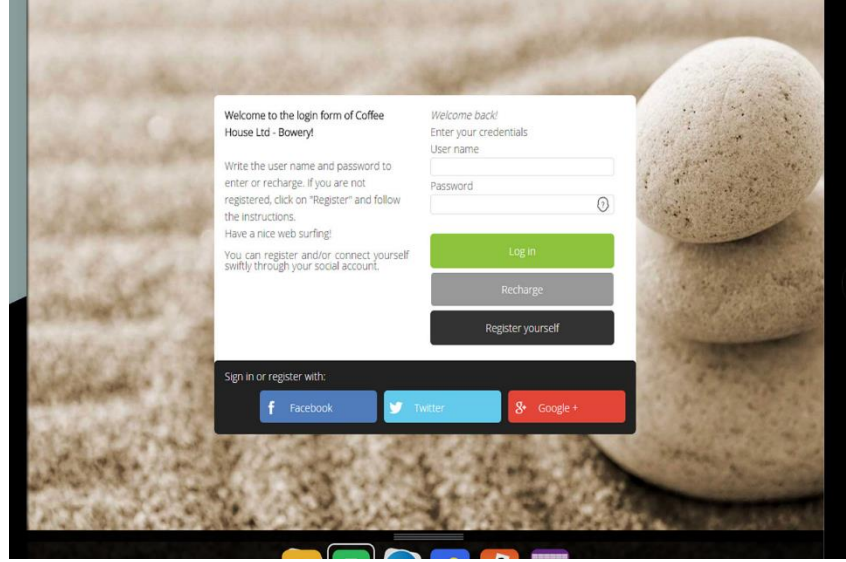 Welcome to the login form of Coffee
House Ltd - Bowery!
Write the user name and password to
enter or recharge. If you are not
registered, click on "Register" and follow
the instructions.
Have a nice web surfing!
You can register and/or connect yourself
swiftly through your social account.
Welcome back!
Enter your credentials
User name
Password
?
Log in
Recharge
Register yourself
Sign in or register with:
f Facebook
Twitter
g+ Google +